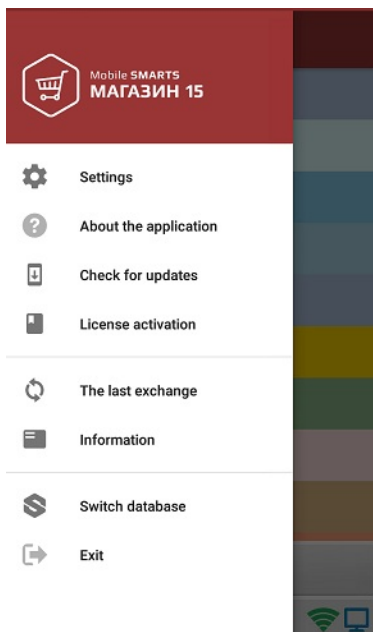 Mobile SMARTS
МАГАЗИН 15
Settings
About the application
Check for updates
License activation
The last exchange
Information
Switch database
Exit